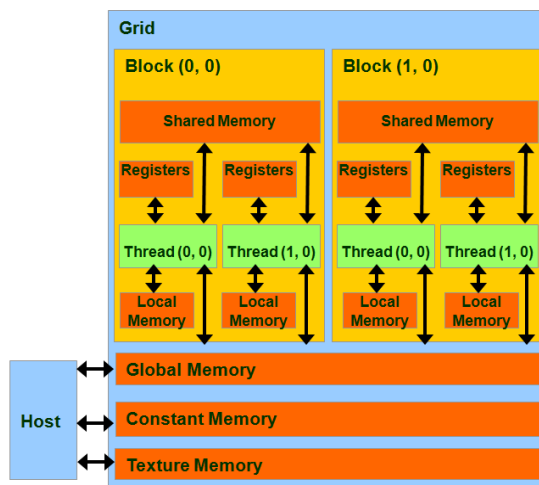 Grid
Block (0, 0)
Block (1, 0)
Shared Memory
Shared Memory
Registers
Registers
Registers
Registers
Thread (0, 0)
Thread (1, 0)
Thread (0, 0)
Thread (1, 0)
Local
Memory
Local
Memory
Local
Memory
Local
Memory
Host
Global Memory
Constant Memory
Texture Memory